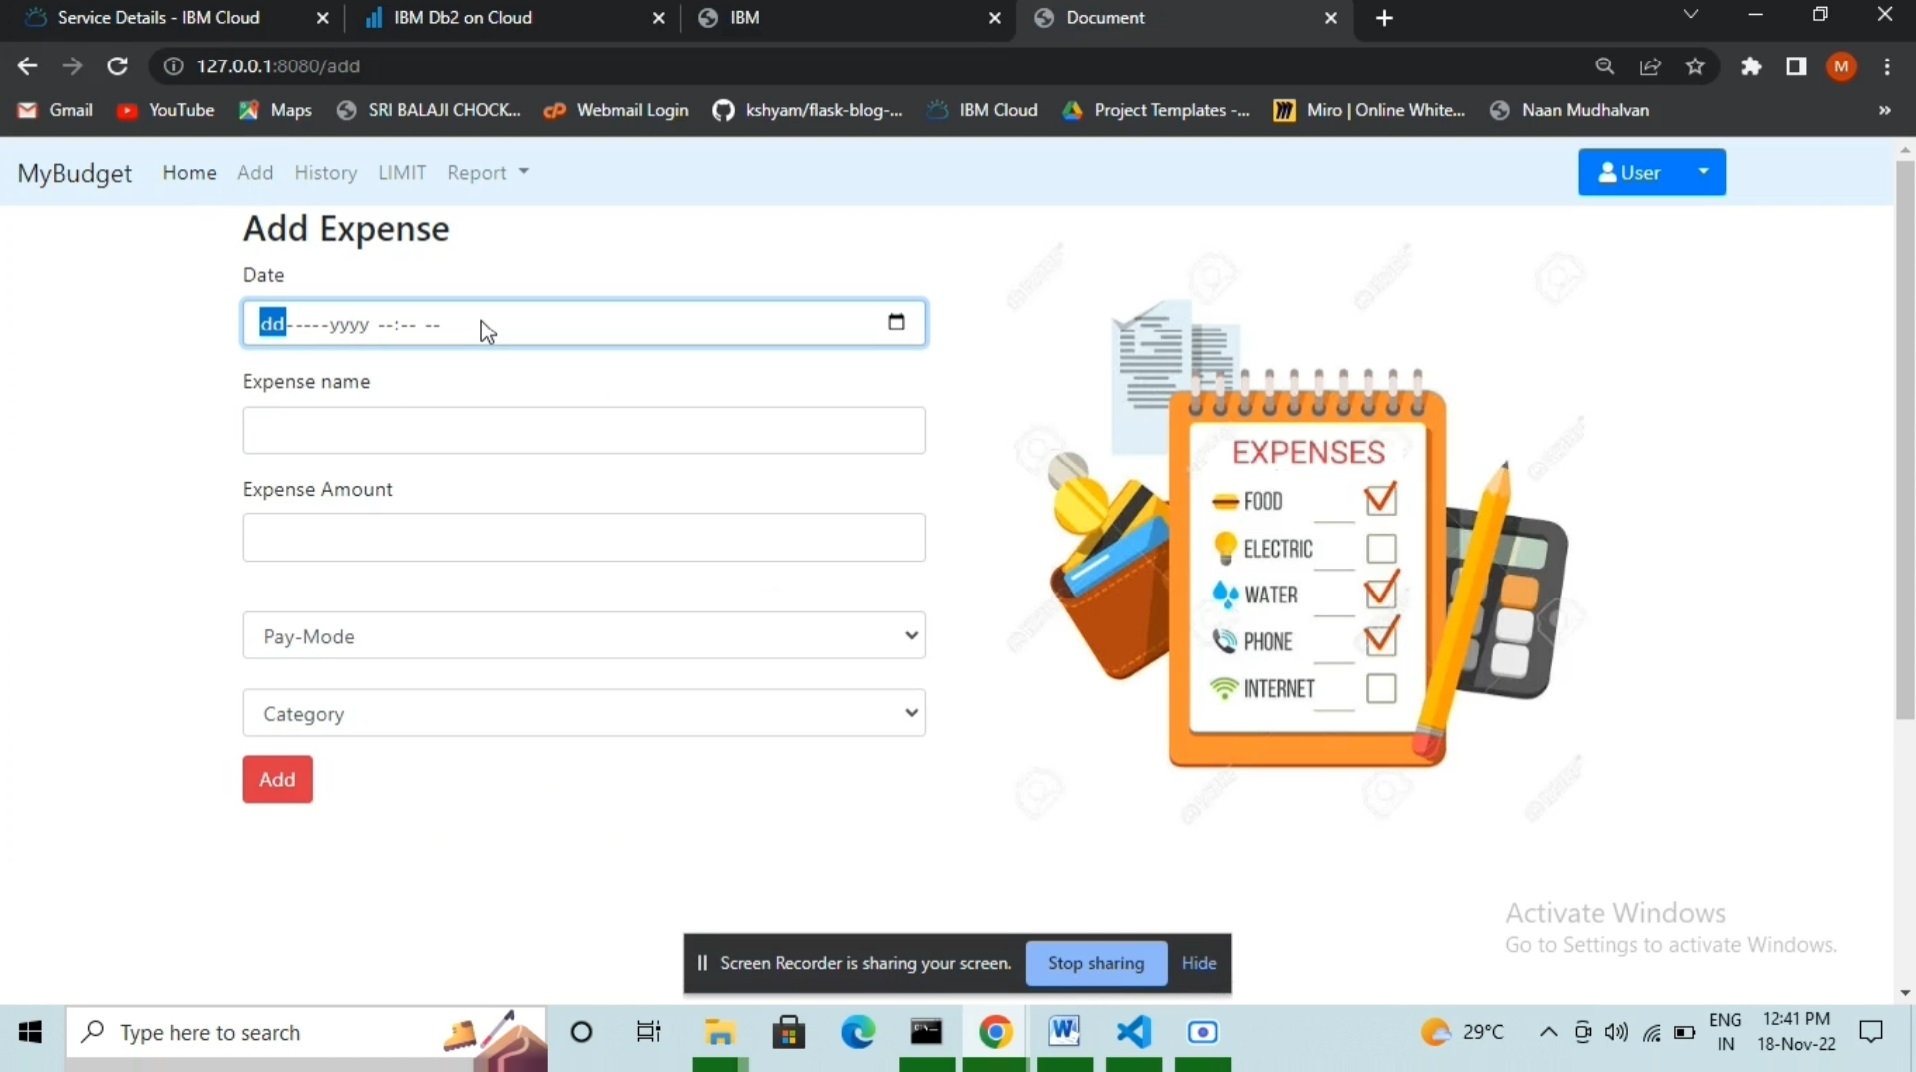 Service Details - IBM Cloud
IBM Db2 on Cloud
IBM
Document
127.0.0.1:8080/add
Gmail
YouTube
Maps
SRI BALAJI CHOCK...
Webmail Login
kshyam/flask-blog-...
IBM Cloud
Project Templates -...
Miro | Online White...
Naan Mudhalvan
»
M
MyBudget
Home
Add
History
LIMIT
Report
User
Add Expense
Date
dd-----yyyy --:-- --
Expense name
Expense Amount
Pay-Mode
Category
Add
EXPENSES
FOOD
ELECTRIC
WATER
PHONE
INTERNET
Activate Windows
Go to Settings to activate Windows.
Screen Recorder is sharing your screen.
Stop sharing
Hide
Type here to search
29°C
ENG
IN
12:41 PM
18-Nov-22